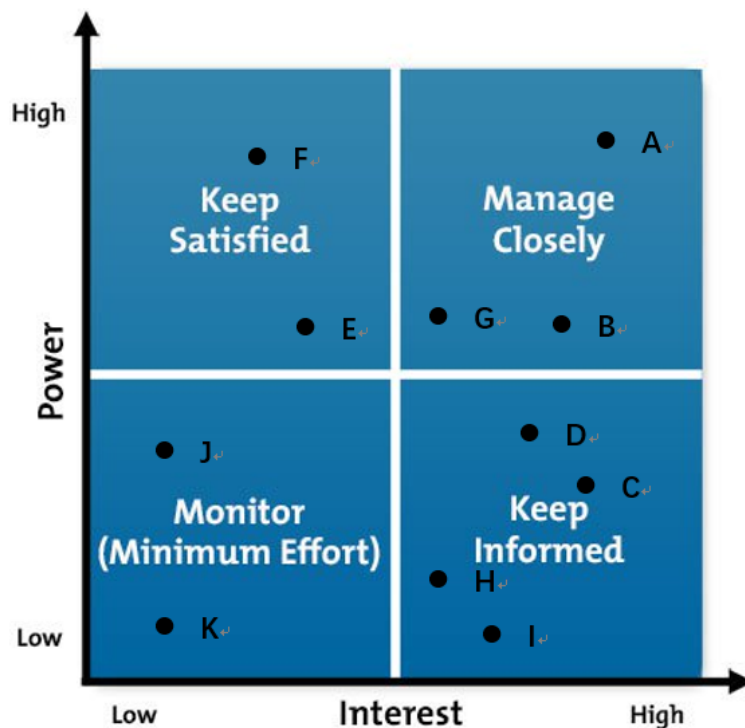 High
A
F
Keep
Satisfied
Manage
Closely
G
B
E
Power
D
J
C
Monitor
(Minimum Effort)
Keep
Informed
H
K
I
Low
Low
Interest
High